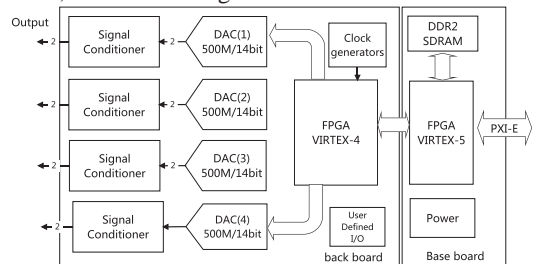 Output
Signal
Conditioner
2
2
DAC(1)
500M/14bit
Clock
generators
DDR2
SDRAM
Signal
Conditioner
2
2
DAC(2)
500M/14bit
FPGA
VIRTEX-4
FPGA
VIRTEX-5
PXI-E
Signal
Conditioner
2
2
DAC(3)
500M/14bit
Signal
Conditioner
2
DAC(4)
500M/14bit
User
Defined
I/O
Power
back board
Base board